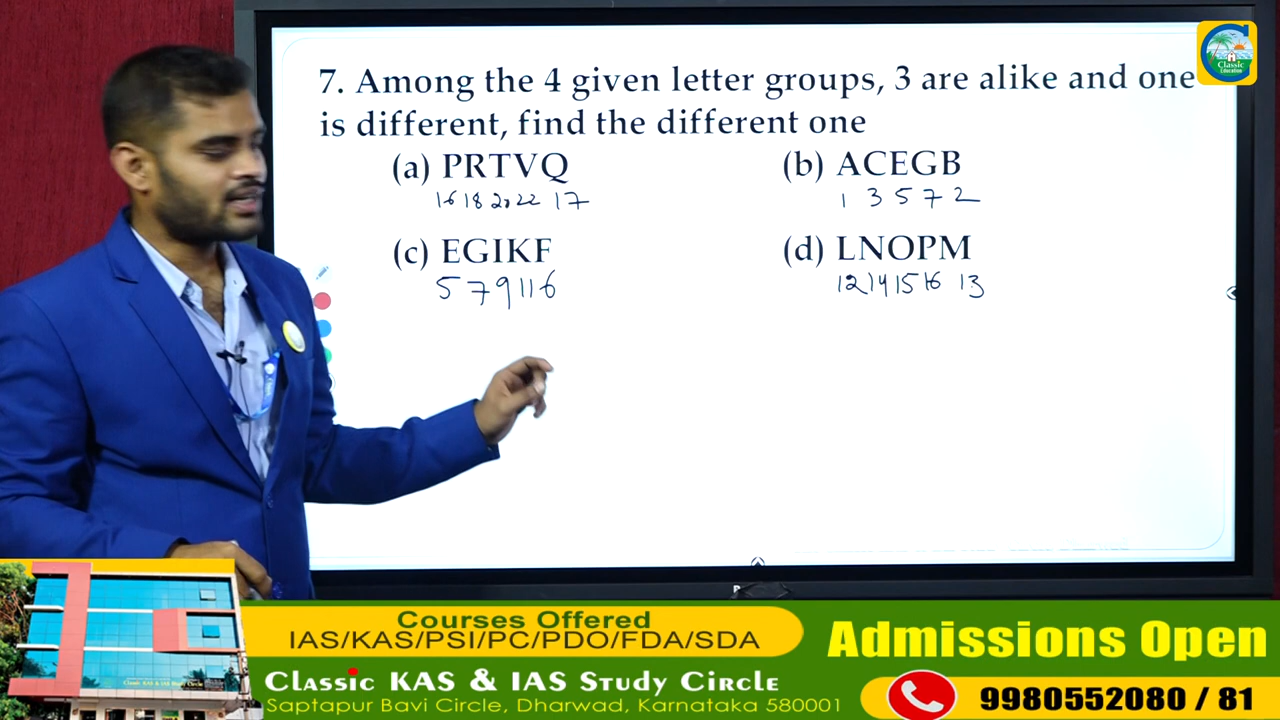 7. Among the 4 given letter groups, 3 are alike and one
is different, find the different one
(a) PRTVQ (b) ACEGB
16 18 20 22 17 1 3 5 7 2
(c) EGIKF (d) LNOPM
5 7 9 11 6 12 14 15 16 13
Classic
Education
Courses Offered
IAS/KAS/PSI/PC/PDO/FDA/SDA
Classic KAS & IAS Study Circle
Saptapur Bavi Circle, Dharwad, Karnataka 580001
Admissions Open
9980552080 / 81